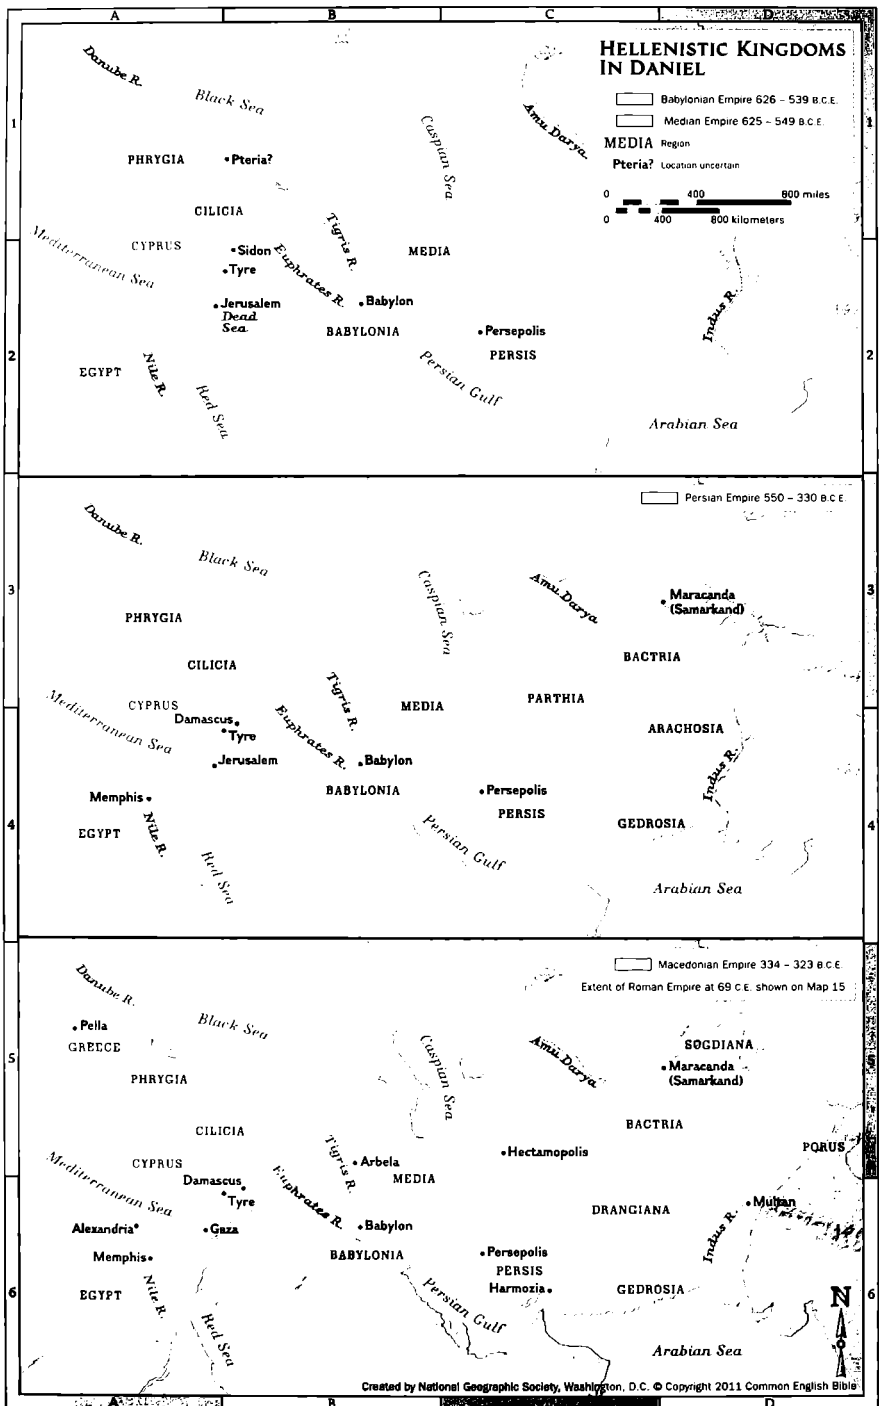 A B C D
HELLENISTIC KINGDOMS
IN DANIEL
Babylonian Empire 626 – 539 B.C.E.
Median Empire 625 – 549 B.C.E.
MEDIA Region
Pteria? Location uncertain
0 400 800 miles
0 400 800 kilometers
Danube R.
Black Sea
Caspian Sea
Amu Darya
1 1
PHRYGIA
Pteria?
CILICIA
Mediterranean Sea
CYPRUS
Sidon
Tyre
Tigris R.
Euphrates R.
MEDIA
Jerusalem
Dead
Sea
Babylon
BABYLONIA
Persepolis
PERSIS
Indus R.
2 2
EGYPT
Nile R.
Red Sea
Persian Gulf
Arabian Sea
Persian Empire 550 – 330 B.C.E.
Danube R.
Black Sea
Caspian Sea
Amu Darya
Maracanda
(Samarkand)
3 3
PHRYGIA
CILICIA
BACTRIA
Mediterranean Sea
CYPRUS
Damascus
Tyre
Tigris R.
Euphrates R.
MEDIA
PARTHIA
ARACHOSIA
Jerusalem
Babylon
BABYLONIA
Persepolis
PERSIS
Indus R.
Memphis
4 4
EGYPT
Nile R.
Red Sea
Persian Gulf
GEDROSIA
Arabian Sea
Macedonian Empire 334 – 323 B.C.E.
Extent of Roman Empire at 69 C.E. shown on Map 15
Danube R.
Pella
GREECE
Black Sea
Caspian Sea
Amu Darya
SOGDIANA
Maracanda
(Samarkand)
5 5
PHRYGIA
CILICIA
BACTRIA
PORUS
Hectamopolis
Mediterranean Sea
CYPRUS
Damascus
Tyre
Tigris R.
Arbela
MEDIA
Euphrates R.
DRANGIANA
Multan
Alexandria
Gaza
Babylon
BABYLONIA
Indus R.
Memphis
Persepolis
PERSIS
Harmozia
6 6
EGYPT
Nile R.
Red Sea
Persian Gulf
GEDROSIA
N
Arabian Sea
Created by National Geographic Society, Washington, D.C. © Copyright 2011 Common English Bible
A B D